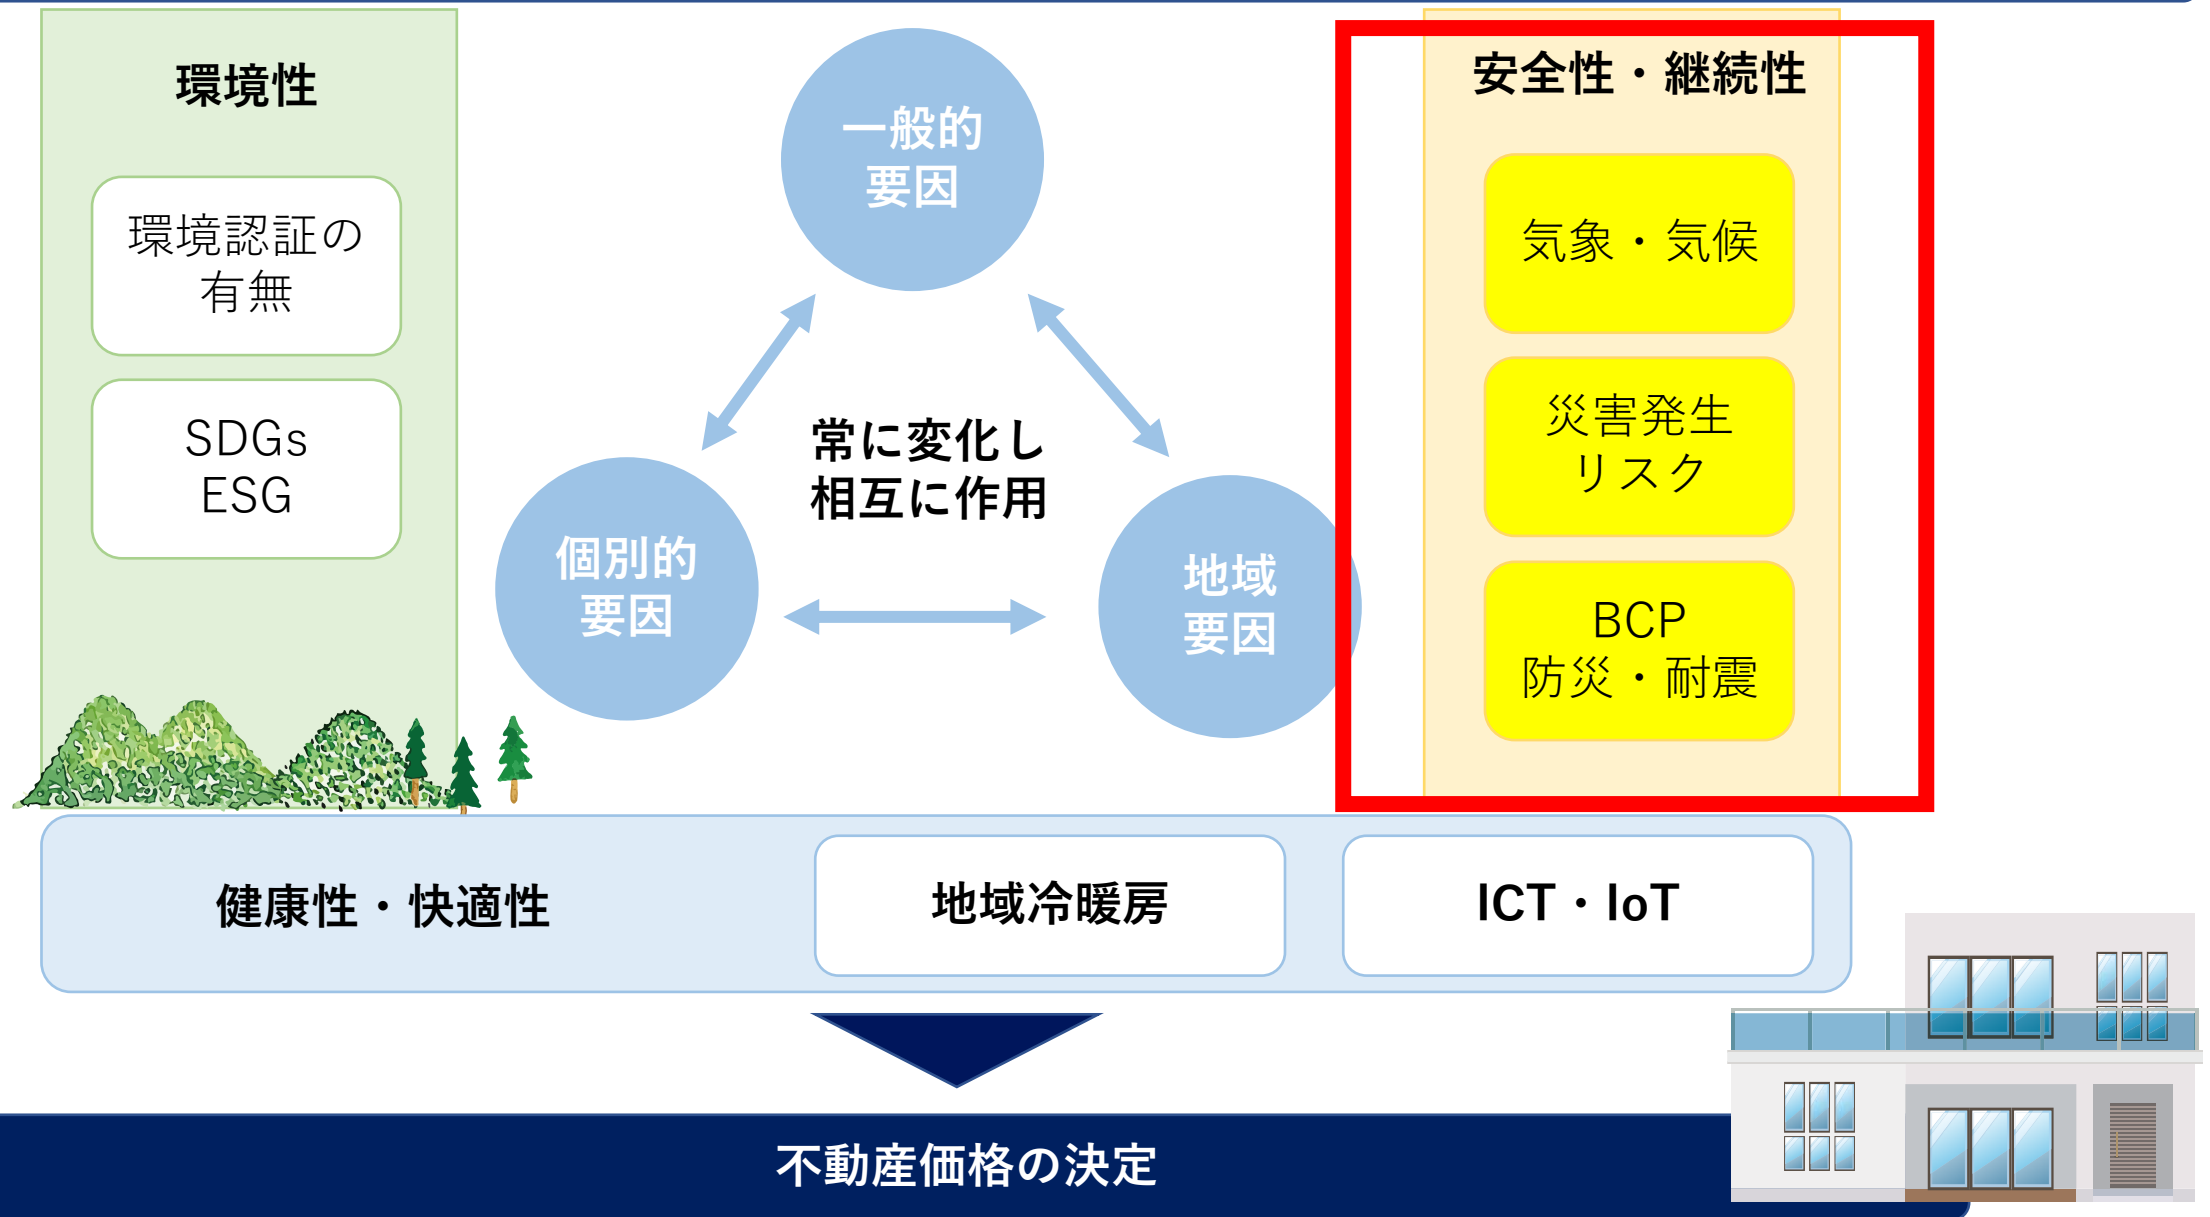 環境性
環境認証の
有無
SDGs
ESG
一般的
要因
常に変化し
相互に作用
個別的
要因
地域
要因
安全性・継続性
気象・気候
災害発生
リスク
BCP
防災・耐震
健康性・快適性
地域冷暖房
ICT・IoT
不動産価格の決定